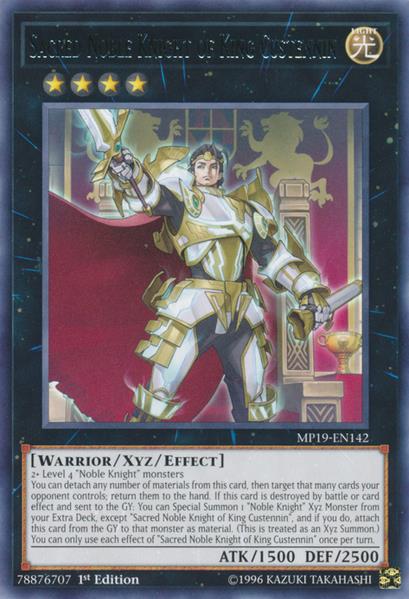 Sacred Noble Knight of King Custennin
LIGHT
光
MP19-EN142
[Warrior/Xyz/Effect]
2+ Level 4 "Noble Knight" monsters
You can detach any number of materials from this card, then target that many cards your
opponent controls; return them to the hand. If this card is destroyed by battle or card
effect and sent to the GY: You can Special Summon 1 "Noble Knight" Xyz Monster from
your Extra Deck, except "Sacred Noble Knight of King Custennin", and if you do, attach
this card from the GY to that monster as material. (This is treated as an Xyz Summon.)
You can only use each effect of "Sacred Noble Knight of King Custennin" once per turn.
ATK/1500 DEF/2500
78876707 1st Edition ©1996 KAZUKI TAKAHASHI